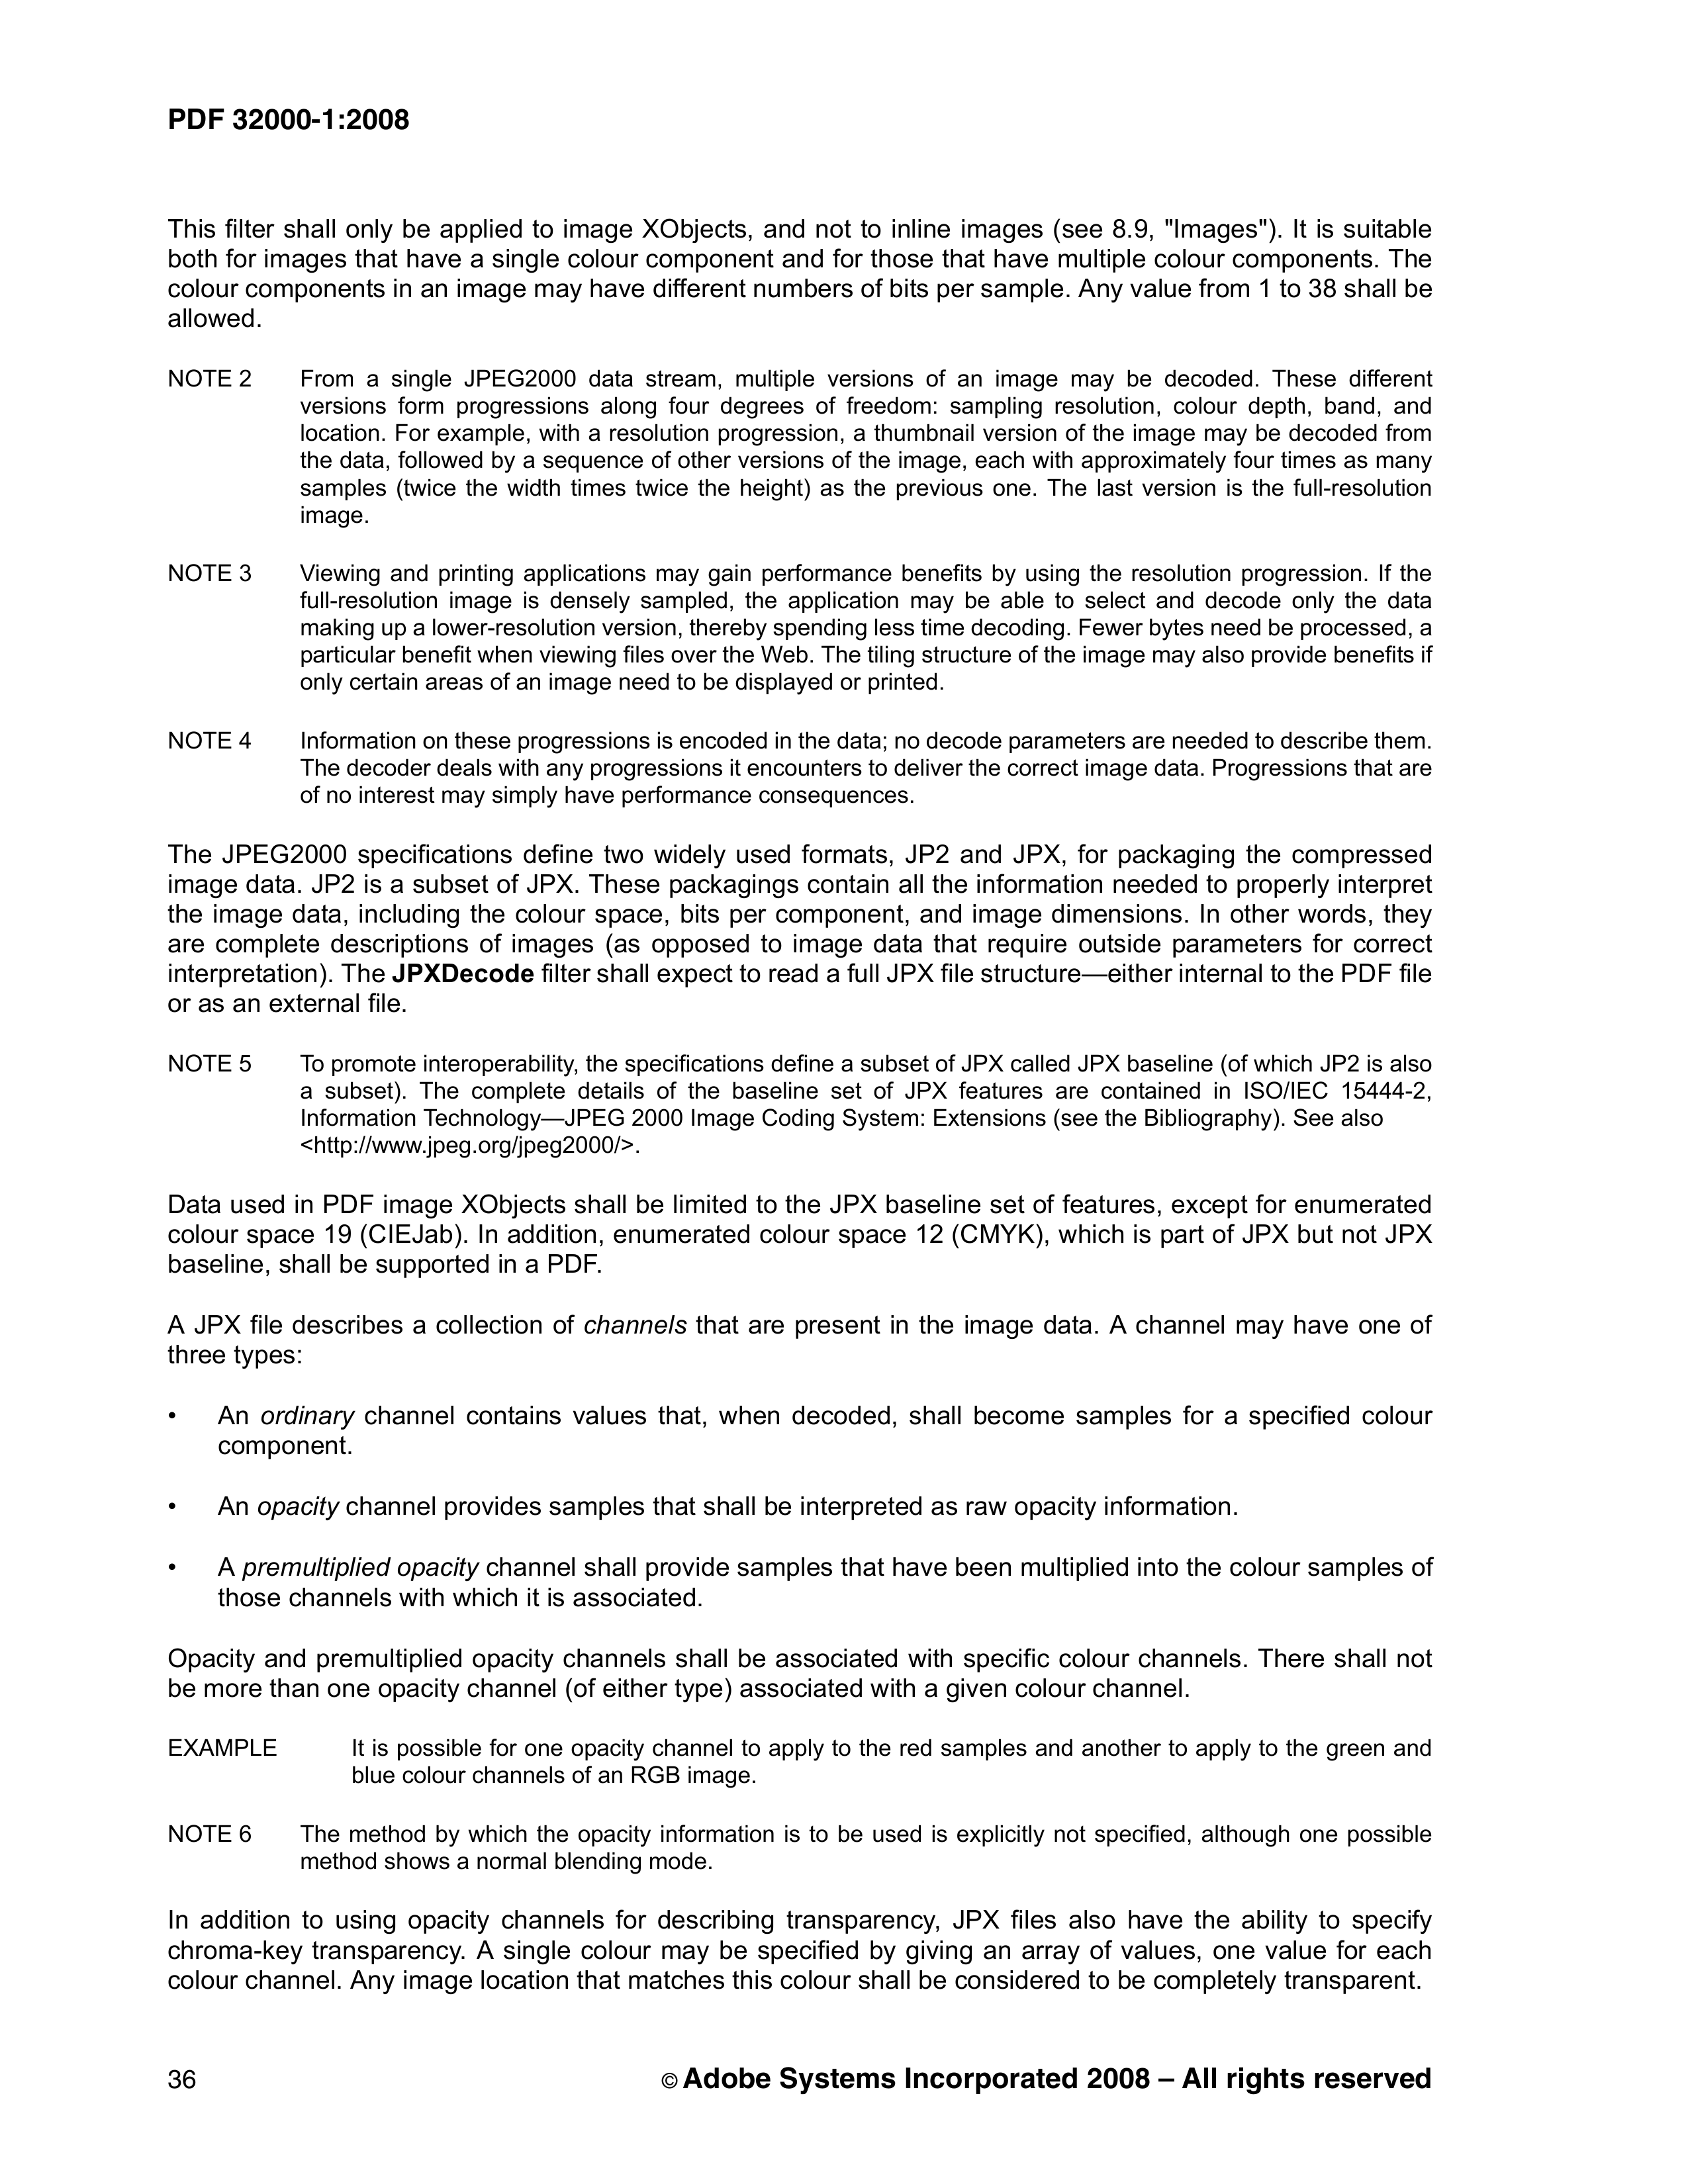 PDF 32000-1:2008
This filter shall only be applied to image XObjects, and not to inline images (see 8.9, "Images"). It is suitable
both for images that have a single colour component and for those that have multiple colour components. The
colour components in an image may have different numbers of bits per sample. Any value from 1 to 38 shall be
allowed.
NOTE 2 From a single JPEG2000 data stream, multiple versions of an image may be decoded. These different
versions form progressions along four degrees of freedom: sampling resolution, colour depth, band, and
location. For example, with a resolution progression, a thumbnail version of the image may be decoded from
the data, followed by a sequence of other versions of the image, each with approximately four times as many
samples (twice the width times twice the height) as the previous one. The last version is the full-resolution
image.
NOTE 3 Viewing and printing applications may gain performance benefits by using the resolution progression. If the
full-resolution image is densely sampled, the application may be able to select and decode only the data
making up a lower-resolution version, thereby spending less time decoding. Fewer bytes need be processed, a
particular benefit when viewing files over the Web. The tiling structure of the image may also provide benefits if
only certain areas of an image need to be displayed or printed.
NOTE 4 Information on these progressions is encoded in the data; no decode parameters are needed to describe them.
The decoder deals with any progressions it encounters to deliver the correct image data. Progressions that are
of no interest may simply have performance consequences.
The JPEG2000 specifications define two widely used formats, JP2 and JPX, for packaging the compressed
image data. JP2 is a subset of JPX. These packagings contain all the information needed to properly interpret
the image data, including the colour space, bits per component, and image dimensions. In other words, they
are complete descriptions of images (as opposed to image data that require outside parameters for correct
interpretation). The JPXDecode filter shall expect to read a full JPX file structure—either internal to the PDF file
or as an external file.
NOTE 5 To promote interoperability, the specifications define a subset of JPX called JPX baseline (of which JP2 is also
a subset). The complete details of the baseline set of JPX features are contained in ISO/IEC 15444-2,
Information Technology—JPEG 2000 Image Coding System: Extensions (see the Bibliography). See also
<http://www.jpeg.org/jpeg2000/>.
Data used in PDF image XObjects shall be limited to the JPX baseline set of features, except for enumerated
colour space 19 (CIEJab). In addition, enumerated colour space 12 (CMYK), which is part of JPX but not JPX
baseline, shall be supported in a PDF.
A JPX file describes a collection of channels that are present in the image data. A channel may have one of
three types:
• An ordinary channel contains values that, when decoded, shall become samples for a specified colour
component.
• An opacity channel provides samples that shall be interpreted as raw opacity information.
• A premultiplied opacity channel shall provide samples that have been multiplied into the colour samples of
those channels with which it is associated.
Opacity and premultiplied opacity channels shall be associated with specific colour channels. There shall not
be more than one opacity channel (of either type) associated with a given colour channel.
EXAMPLE It is possible for one opacity channel to apply to the red samples and another to apply to the green and
blue colour channels of an RGB image.
NOTE 6 The method by which the opacity information is to be used is explicitly not specified, although one possible
method shows a normal blending mode.
In addition to using opacity channels for describing transparency, JPX files also have the ability to specify
chroma-key transparency. A single colour may be specified by giving an array of values, one value for each
colour channel. Any image location that matches this colour shall be considered to be completely transparent.
36 © Adobe Systems Incorporated 2008 – All rights reserved